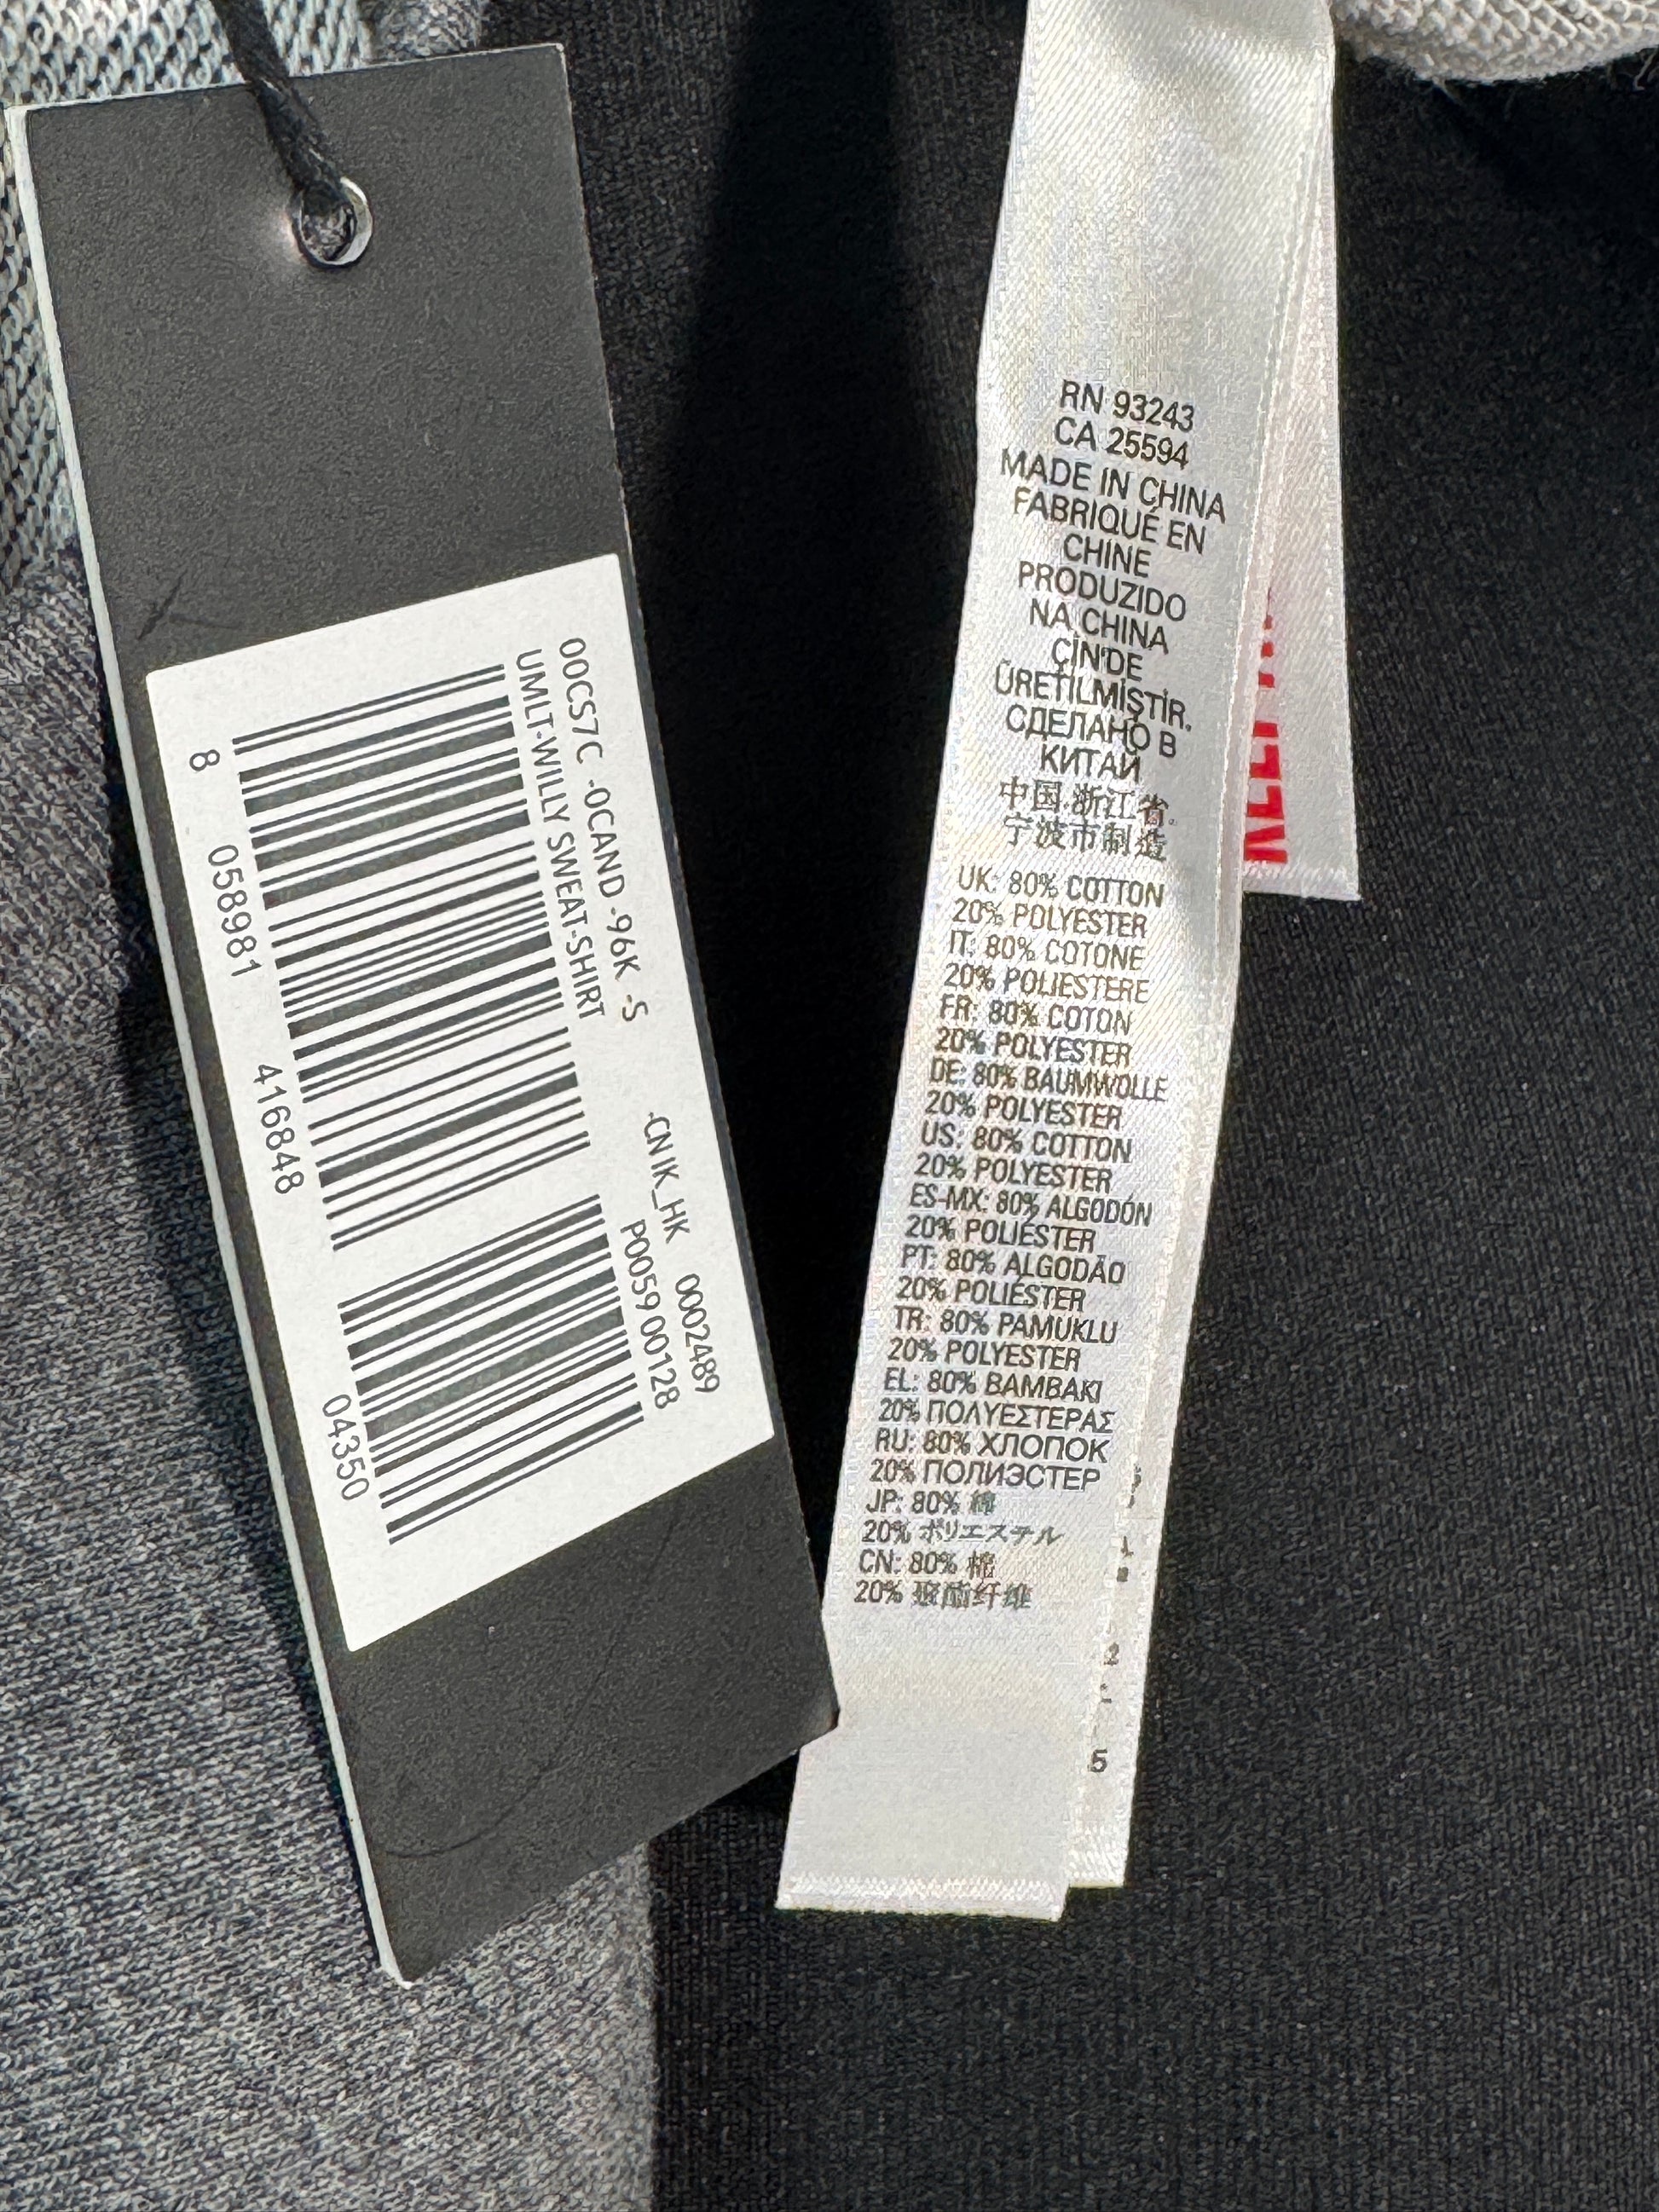 00CS7C -0CAND -96K -S -CN1K_HK 0002489
UMLT-WILLY SWEAT-SHIRT P0059 00128
8 058981 416848 04350
RN 93243
CA 25594
MADE IN CHINA
FABRIQUÉ EN
CHINE
PRODUZIDO
NA CHINA
ÇİN'DE
ÜRETİLMİŞTİR.
СДЕЛАНО В
КИТАЙ
中国.浙江省.
宁波市制造
UK: 80% COTTON
20% POLYESTER
IT: 80% COTONE
20% POLIESTERE
FR: 80% COTON
20% POLYESTER
DE: 80% BAUMWOLLE
20% POLYESTER
US: 80% COTTON
20% POLYESTER
ES-MX: 80% ALGODÓN
20% POLIÉSTER
PT: 80% ALGODÃO
20% POLIÉSTER
TR: 80% PAMUKLU
20% POLYESTER
EL: 80% ΒΑΜΒΑΚΙ
20% ΠΟΛΥΕΣΤΕΡΑΣ
RU: 80% ХЛОПОК
20% ПОЛИЭСТЕР
JP: 80% 綿
20% ポリエステル
CN: 80% 棉
20% 聚酯纤维
5